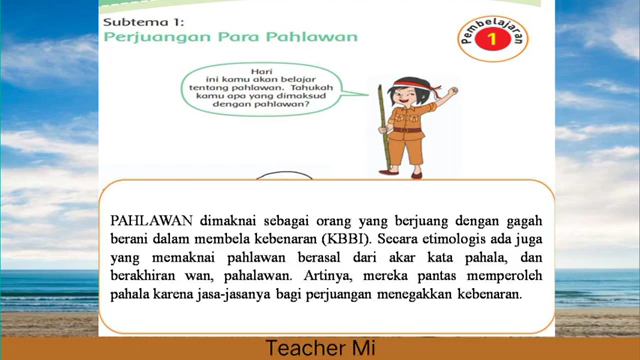 Subtema 1:
Perjuangan Para Pahlawan
Pembelajaran
1
Hari
ini kamu akan belajar
tentang pahlawan. Tahukah
kamu apa yang dimaksud
dengan pahlawan?
PAHLAWAN dimaknai sebagai orang yang berjuang dengan gagah
berani dalam membela kebenaran (KBBI). Secara etimologis ada juga
yang memaknai pahlawan berasal dari akar kata pahala, dan
berakhiran wan, pahalawan. Artinya, mereka pantas memperoleh
pahala karena jasa-jasanya bagi perjuangan menegakkan kebenaran.
Teacher Mi